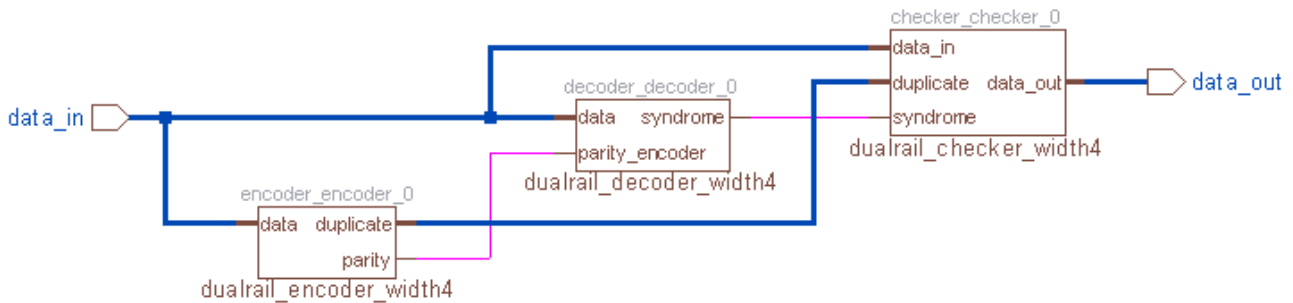 checker_checker_0
data_in
duplicate data_out
syndrome
dualrail_checker_width4
data_out
decoder_decoder_0
data syndrome
parity_encoder
dualrail_decoder_width4
data_in
encoder_encoder_0
data duplicate
parity
dualrail_encoder_width4